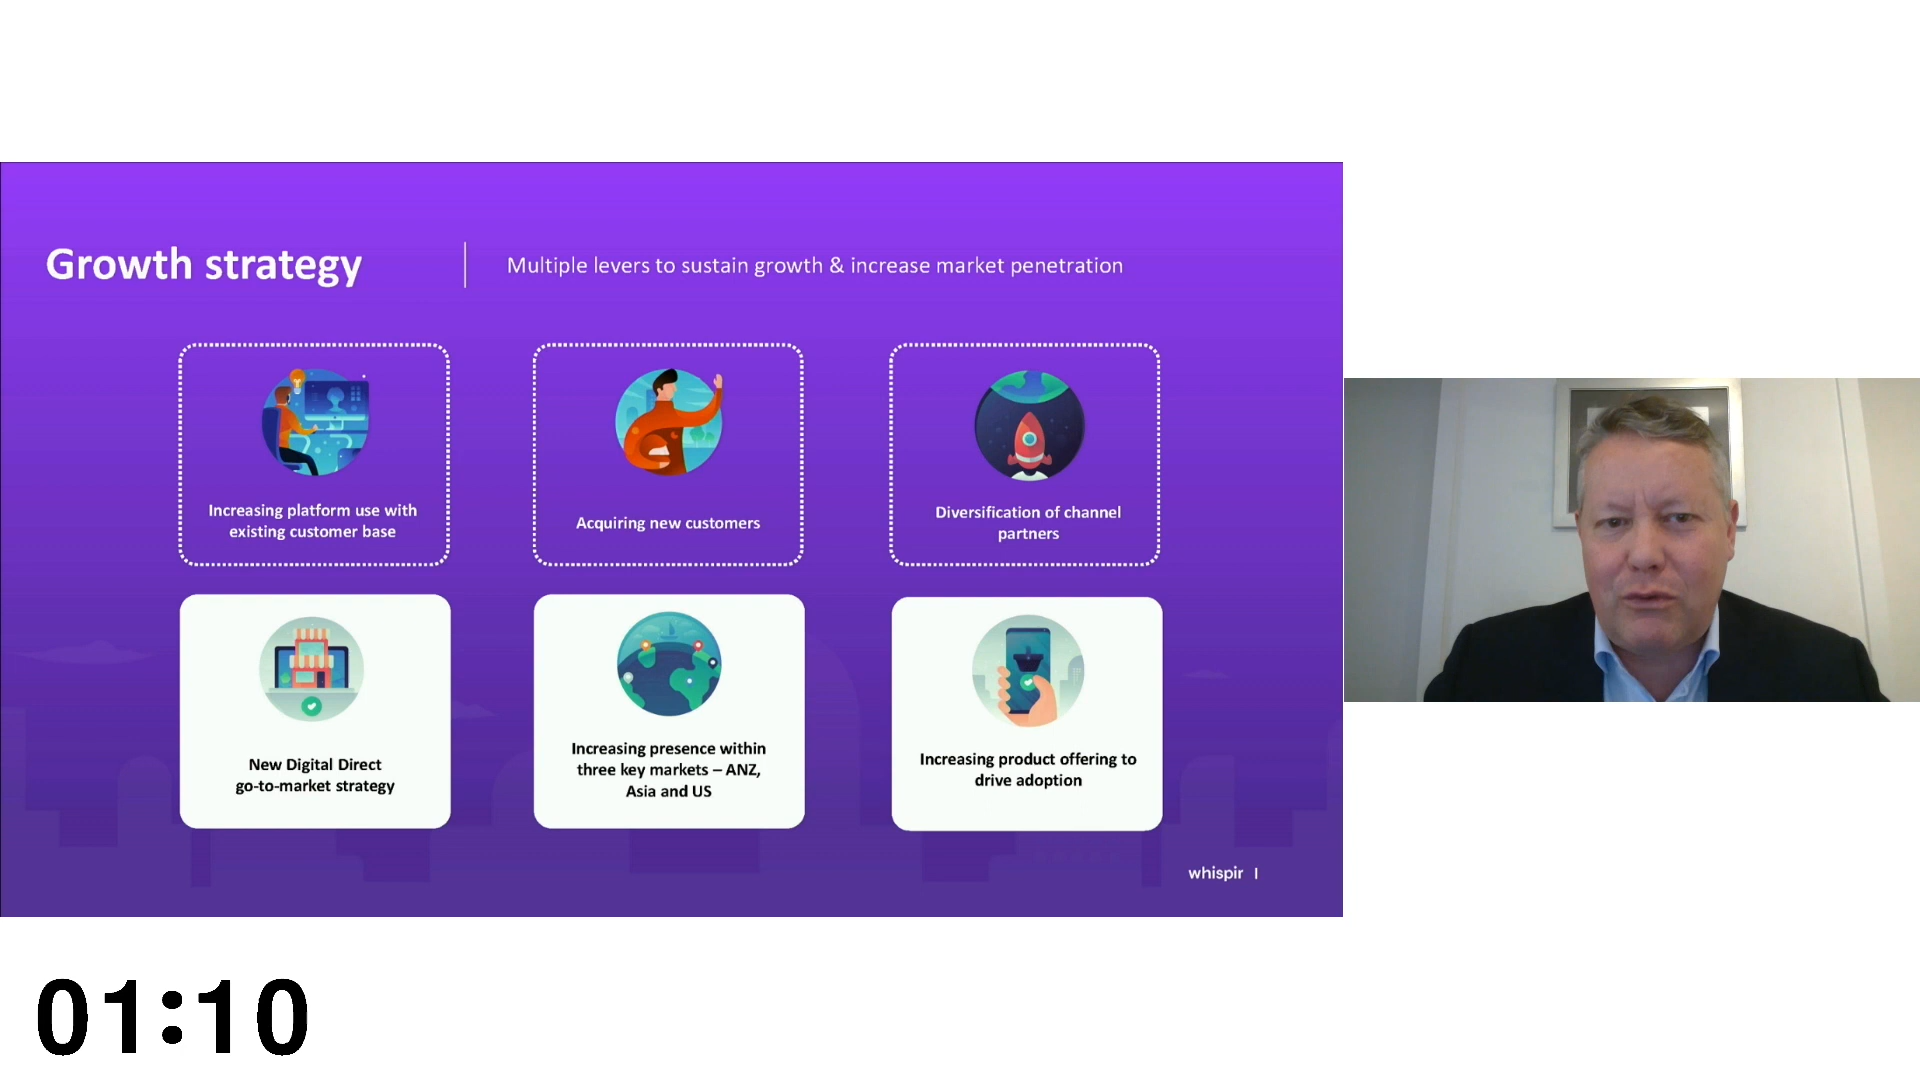 Growth strategy
Multiple levers to sustain growth & increase market penetration
Increasing platform use with
existing customer base
Acquiring new customers
Diversification of channel
partners
New Digital Direct
go-to-market strategy
Increasing presence within
three key markets – ANZ,
Asia and US
Increasing product offering to
drive adoption
whispir |
01:10